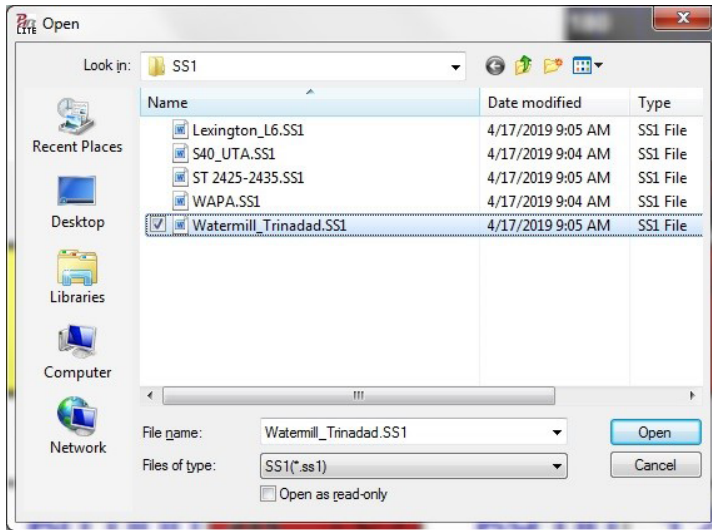 Open
Look in: SS1
Recent Places
Desktop
Libraries
Computer
Network
Name Date modified Type
Lexington_L6.SS1 4/17/2019 9:05 AM SS1 File
S40_UTA.SS1 4/17/2019 9:04 AM SS1 File
ST 2425-2435.SS1 4/17/2019 9:05 AM SS1 File
WAPA.SS1 4/17/2019 9:04 AM SS1 File
Watermill_Trinadad.SS1 4/17/2019 9:05 AM SS1 File
File name: Watermill_Trinadad.SS1 Open
Files of type: SS1(*.ss1) Cancel
Open as read-only